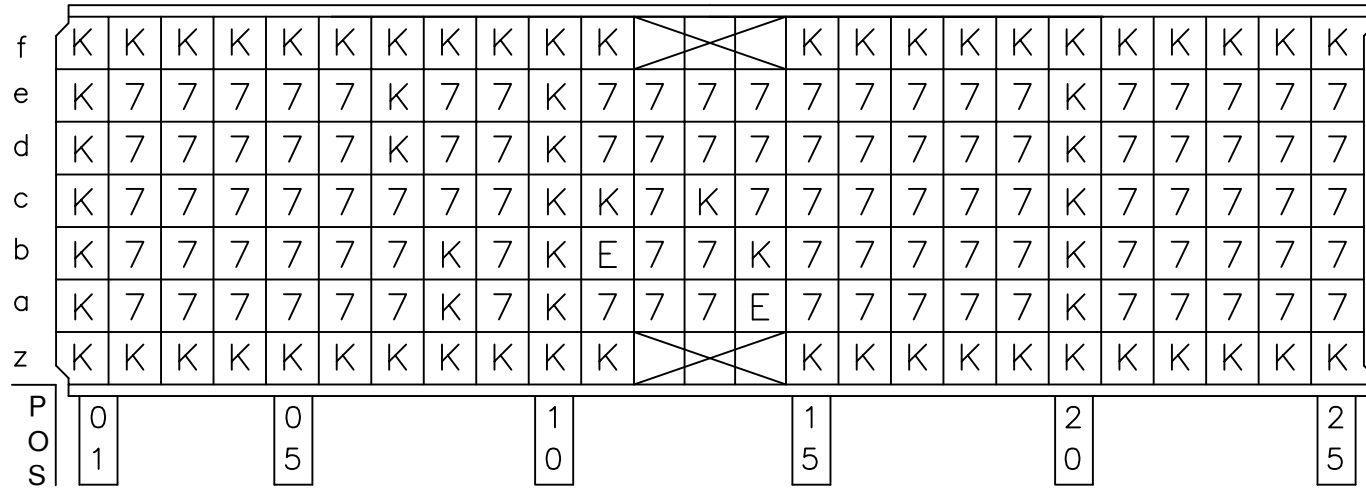 f K K K K K K K K K K K K K K K K K K K K K K
e K 7 7 7 7 7 K 7 7 K 7 7 7 7 7 7 7 7 7 K 7 7 7 7 7
d K 7 7 7 7 7 K 7 7 K 7 7 7 7 7 7 7 7 7 K 7 7 7 7 7
c K 7 7 7 7 7 7 7 7 K K 7 K 7 7 7 7 7 7 K 7 7 7 7 7
b K 7 7 7 7 7 7 K 7 K E 7 7 K 7 7 7 7 7 K 7 7 7 7 7
a K 7 7 7 7 7 7 K 7 K 7 7 7 E 7 7 7 7 7 K 7 7 7 7 7
z K K K K K K K K K K K K K K K K K K K K K K
POS 01 05 10 15 20 25